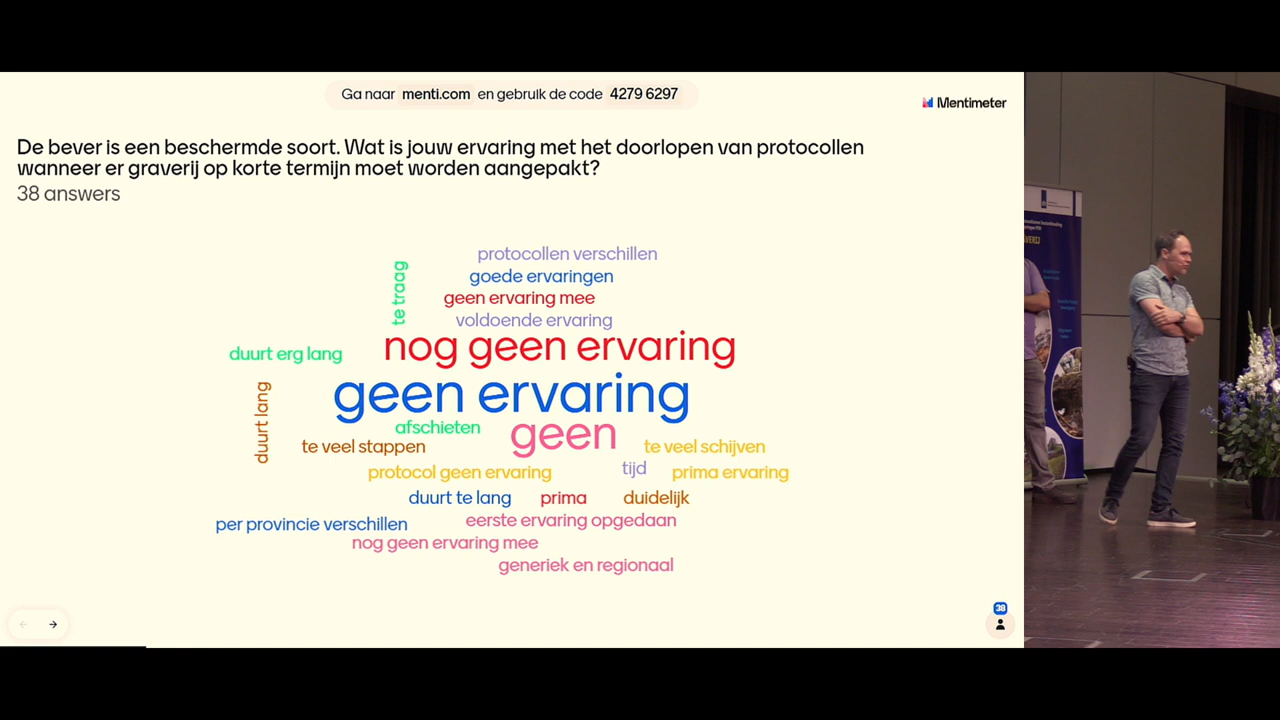 Ga naar menti.com en gebruik de code 4279 6297
Mentimeter
De bever is een beschermde soort. Wat is jouw ervaring met het doorlopen van protocollen
wanneer er graverij op korte termijn moet worden aangepakt?
38 answers
protocollen verschillen
te traag
goede ervaringen
geen ervaring mee
voldoende ervaring
duurt erg lang
nog geen ervaring
duurt lang
geen ervaring
afschieten
geen
te veel stappen
te veel schijven
protocol geen ervaring
tijd
prima ervaring
duurt te lang
prima
duidelijk
per provincie verschillen
eerste ervaring opgedaan
nog geen ervaring mee
generiek en regionaal
38